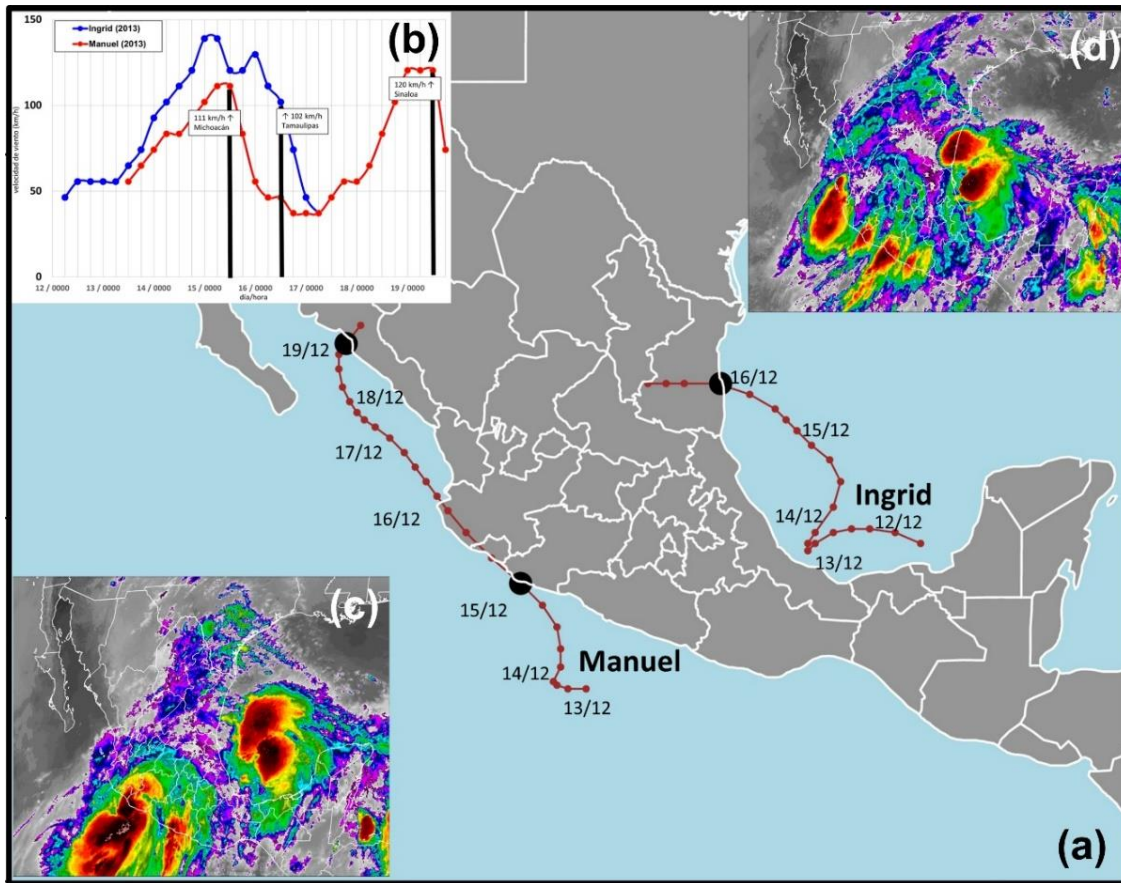 150
100
50
0
velocidad de viento (km/h)
Ingrid (2013)
Manuel (2013)
(b)
111 km/h ↑
Michoacán
↑ 102 km/h
Tamaulipas
120 km/h ↑
Sinaloa
12 / 0000 13 / 0000 14 / 0000 15 / 0000 16 / 0000 17 / 0000 18 / 0000 19 / 0000
día/hora
(d)
19/12
18/12
17/12
16/12
15/12
14/12
13/12
Manuel
16/12
15/12
14/12
13/12
12/12
Ingrid
(c)
(a)